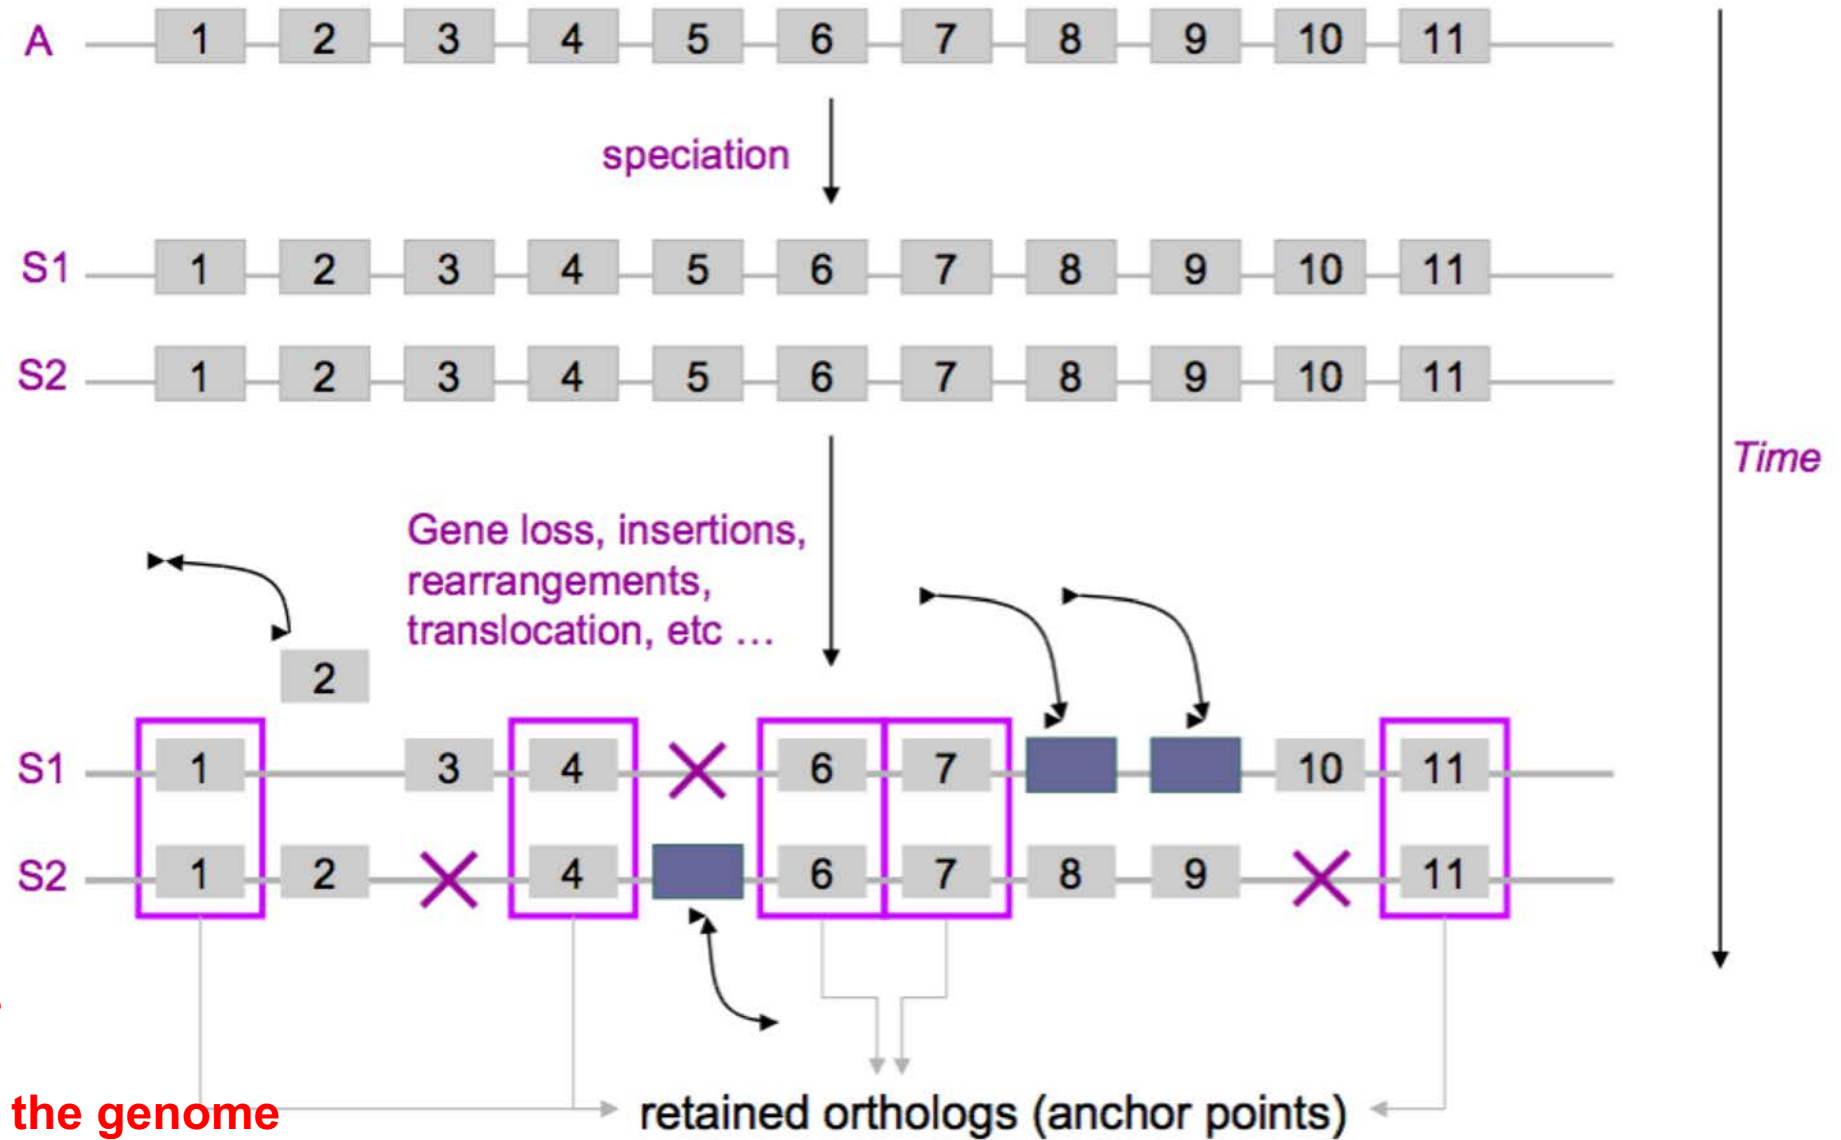 A 1 2 3 4 5 6 7 8 9 10 11
speciation
S1 1 2 3 4 5 6 7 8 9 10 11
S2 1 2 3 4 5 6 7 8 9 10 11
Time
Gene loss, insertions,
rearrangements,
translocation, etc ...
2
S1 1 3 4 6 7 10 11
S2 1 2 4 6 7 8 9 11
the genome
retained orthologs (anchor points)